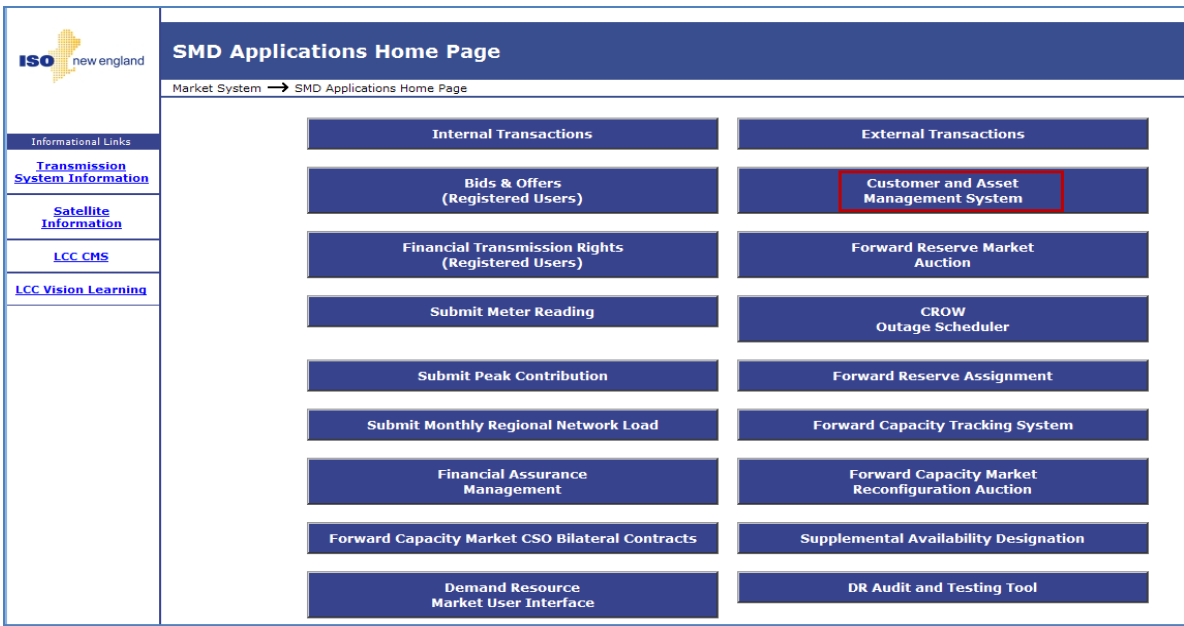 ISO new england
SMD Applications Home Page
Market System → SMD Applications Home Page
Informational Links
Transmission
System Information
Satellite
Information
LCC CMS
LCC Vision Learning
Internal Transactions
External Transactions
Bids & Offers
(Registered Users)
Customer and Asset
Management System
Financial Transmission Rights
(Registered Users)
Forward Reserve Market
Auction
Submit Meter Reading
CROW
Outage Scheduler
Submit Peak Contribution
Forward Reserve Assignment
Submit Monthly Regional Network Load
Forward Capacity Tracking System
Financial Assurance
Management
Forward Capacity Market
Reconfiguration Auction
Forward Capacity Market CSO Bilateral Contracts
Supplemental Availability Designation
Demand Resource
Market User Interface
DR Audit and Testing Tool